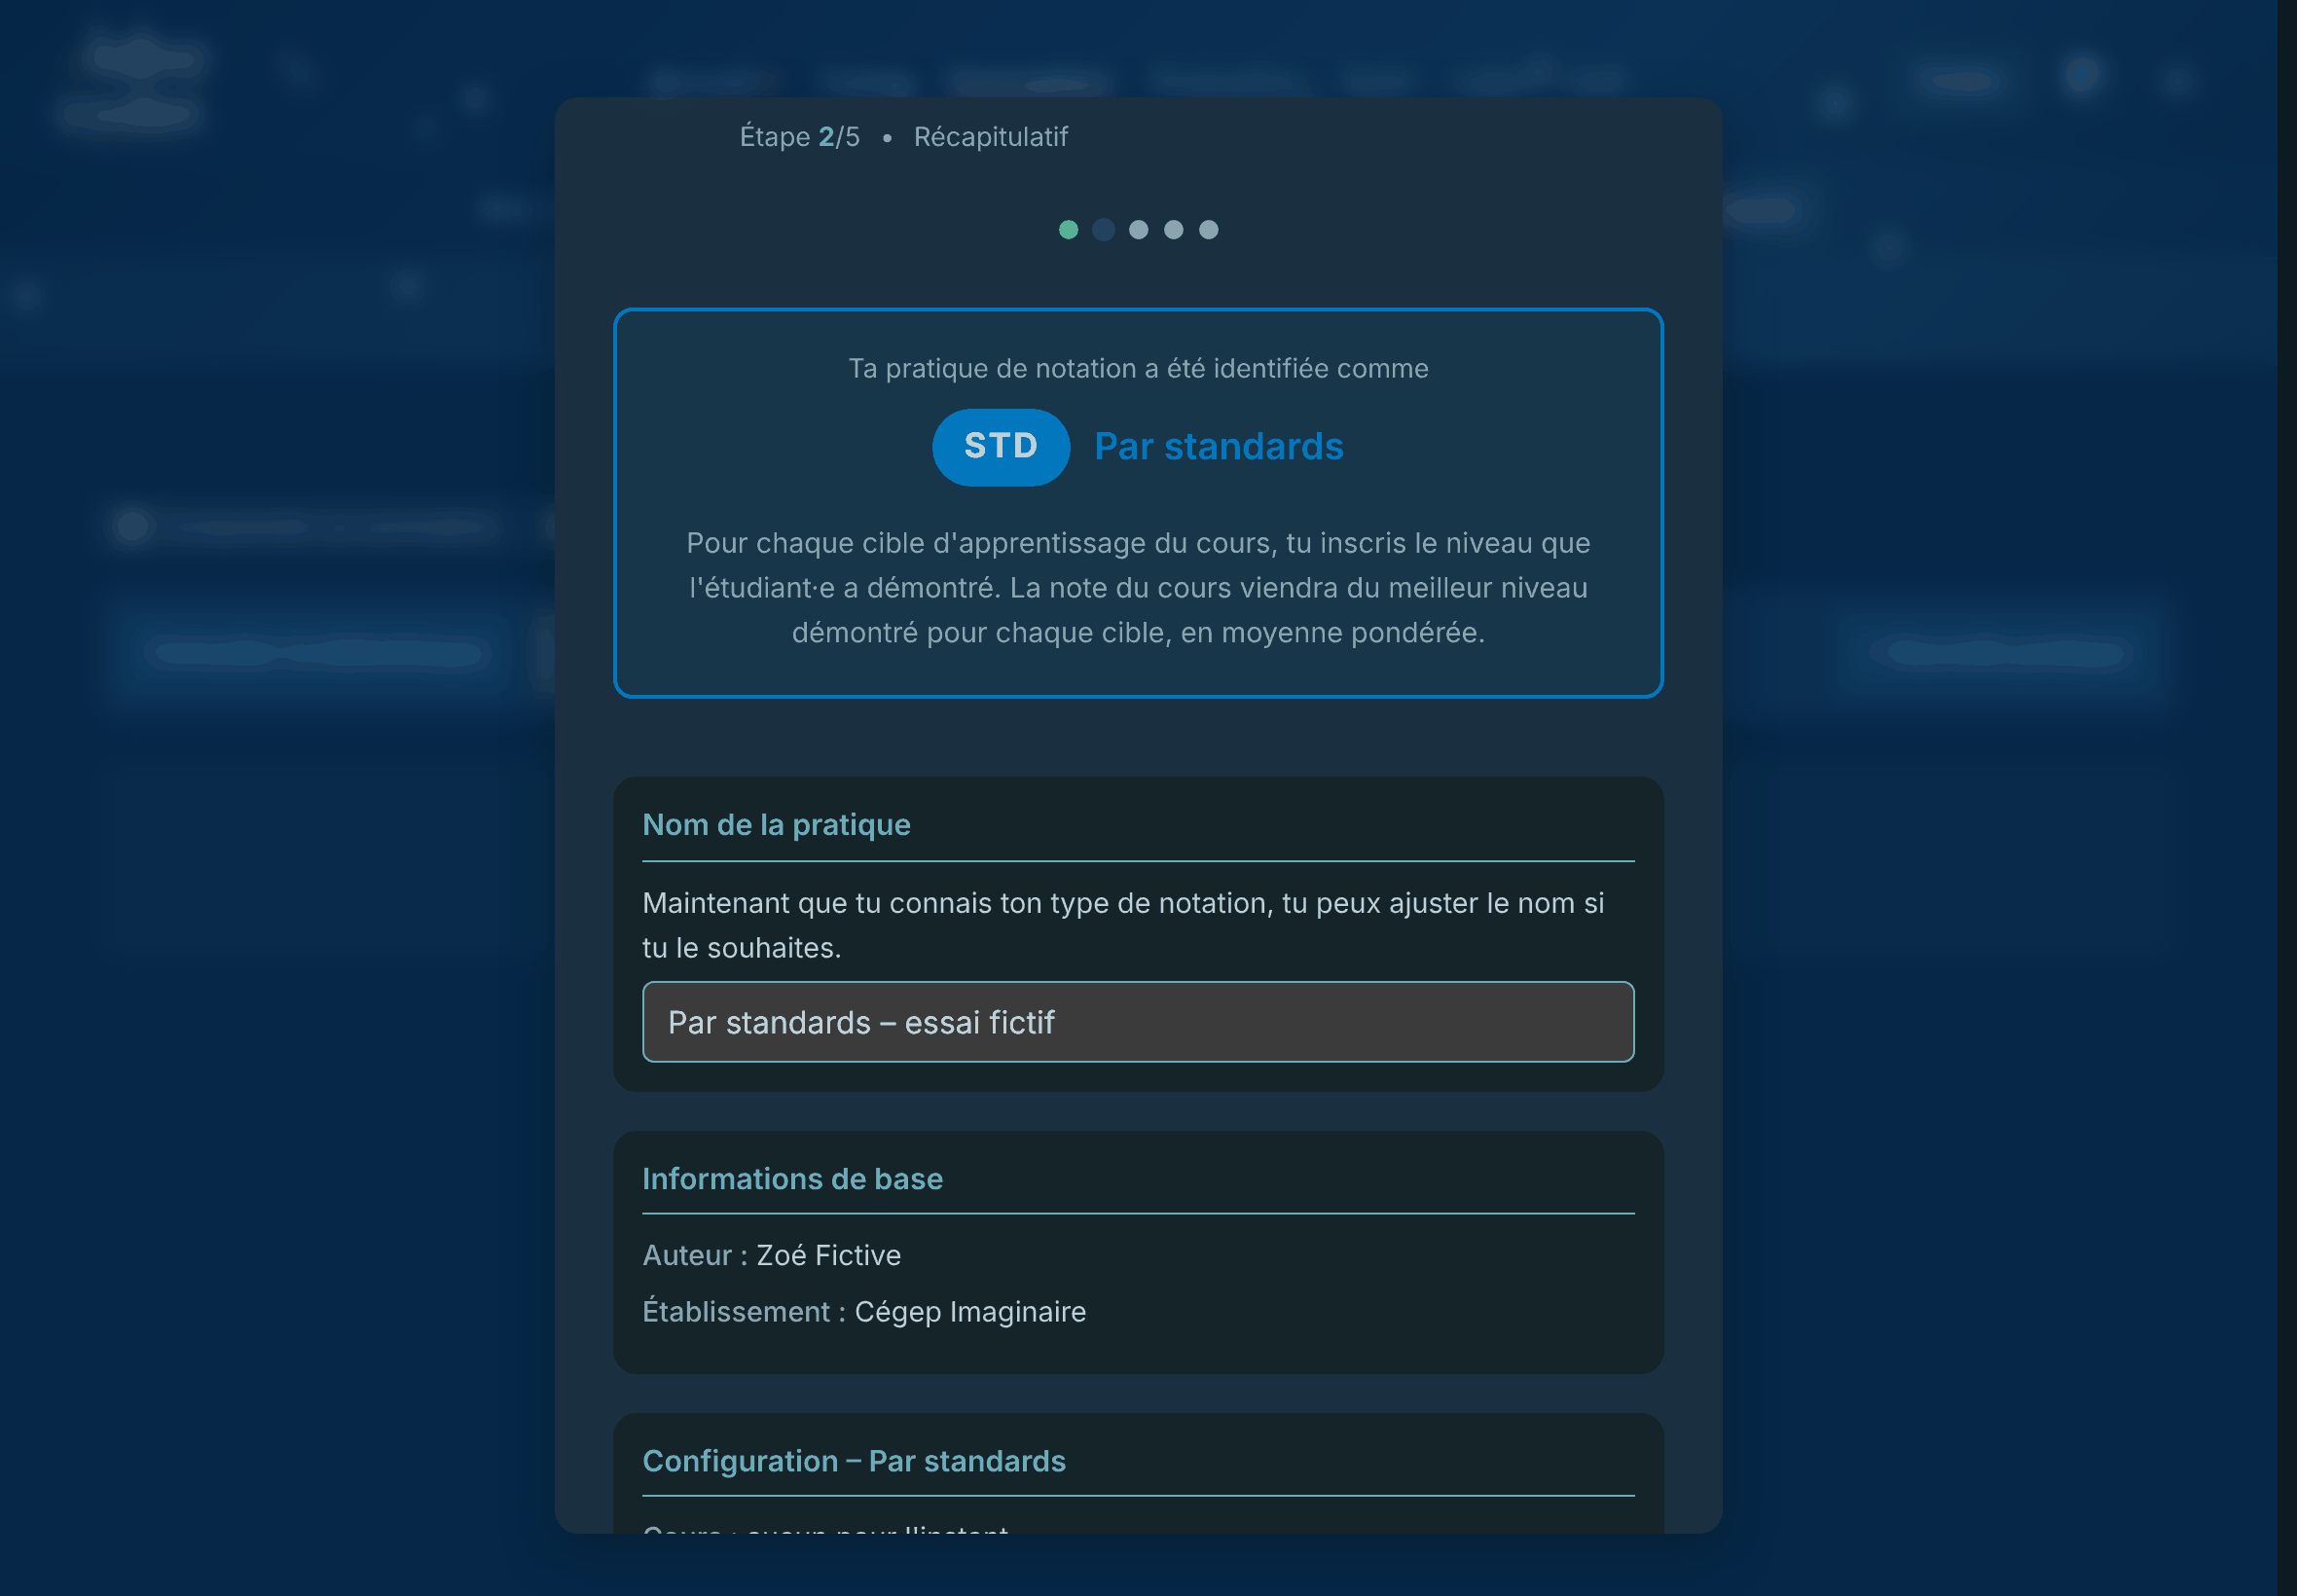 Étape 2/5 • Récapitulatif
Ta pratique de notation a été identifiée comme
STD Par standards
Pour chaque cible d'apprentissage du cours, tu inscris le niveau que
l'étudiant·e a démontré. La note du cours viendra du meilleur niveau
démontré pour chaque cible, en moyenne pondérée.
Nom de la pratique
Maintenant que tu connais ton type de notation, tu peux ajuster le nom si
tu le souhaites.
Par standards – essai fictif
Informations de base
Auteur : Zoé Fictive
Établissement : Cégep Imaginaire
Configuration – Par standards
Cours : aucun pour l'instant